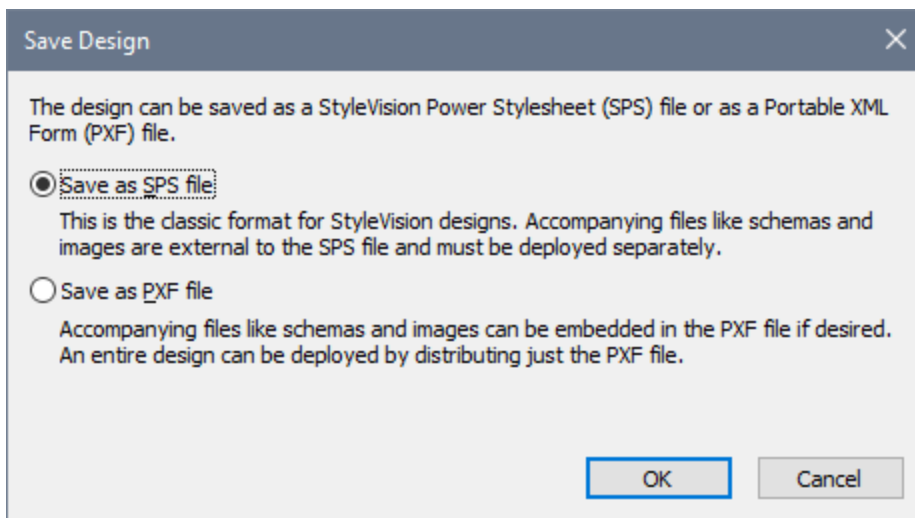 Save Design
The design can be saved as a StyleVision Power Stylesheet (SPS) file or as a Portable XML
Form (PXF) file.
Save as SPS file
This is the classic format for StyleVision designs. Accompanying files like schemas and
images are external to the SPS file and must be deployed separately.
Save as PXF file
Accompanying files like schemas and images can be embedded in the PXF file if desired.
An entire design can be deployed by distributing just the PXF file.
OK Cancel